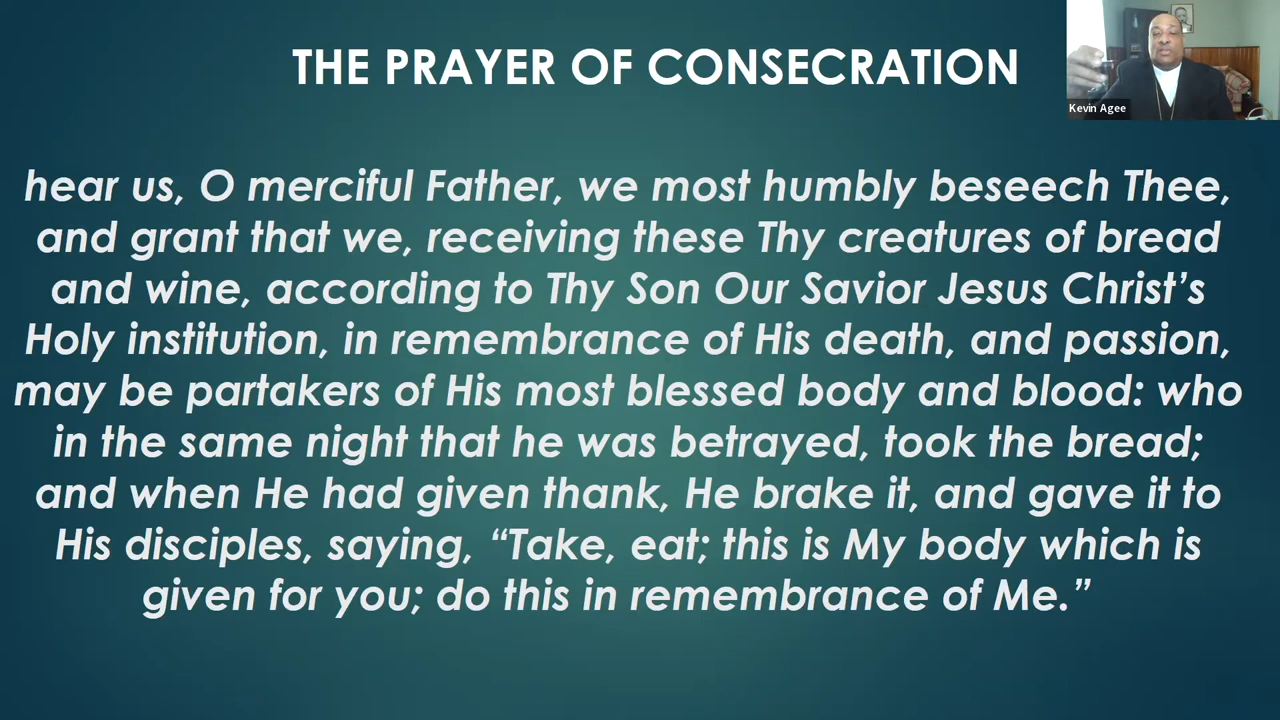 THE PRAYER OF CONSECRATION
Kevin Agee
hear us, O merciful Father, we most humbly beseech Thee,
and grant that we, receiving these Thy creatures of bread
and wine, according to Thy Son Our Savior Jesus Christ’s
Holy institution, in remembrance of His death, and passion,
may be partakers of His most blessed body and blood: who
in the same night that he was betrayed, took the bread;
and when He had given thank, He brake it, and gave it to
His disciples, saying, “Take, eat; this is My body which is
given for you; do this in remembrance of Me.”